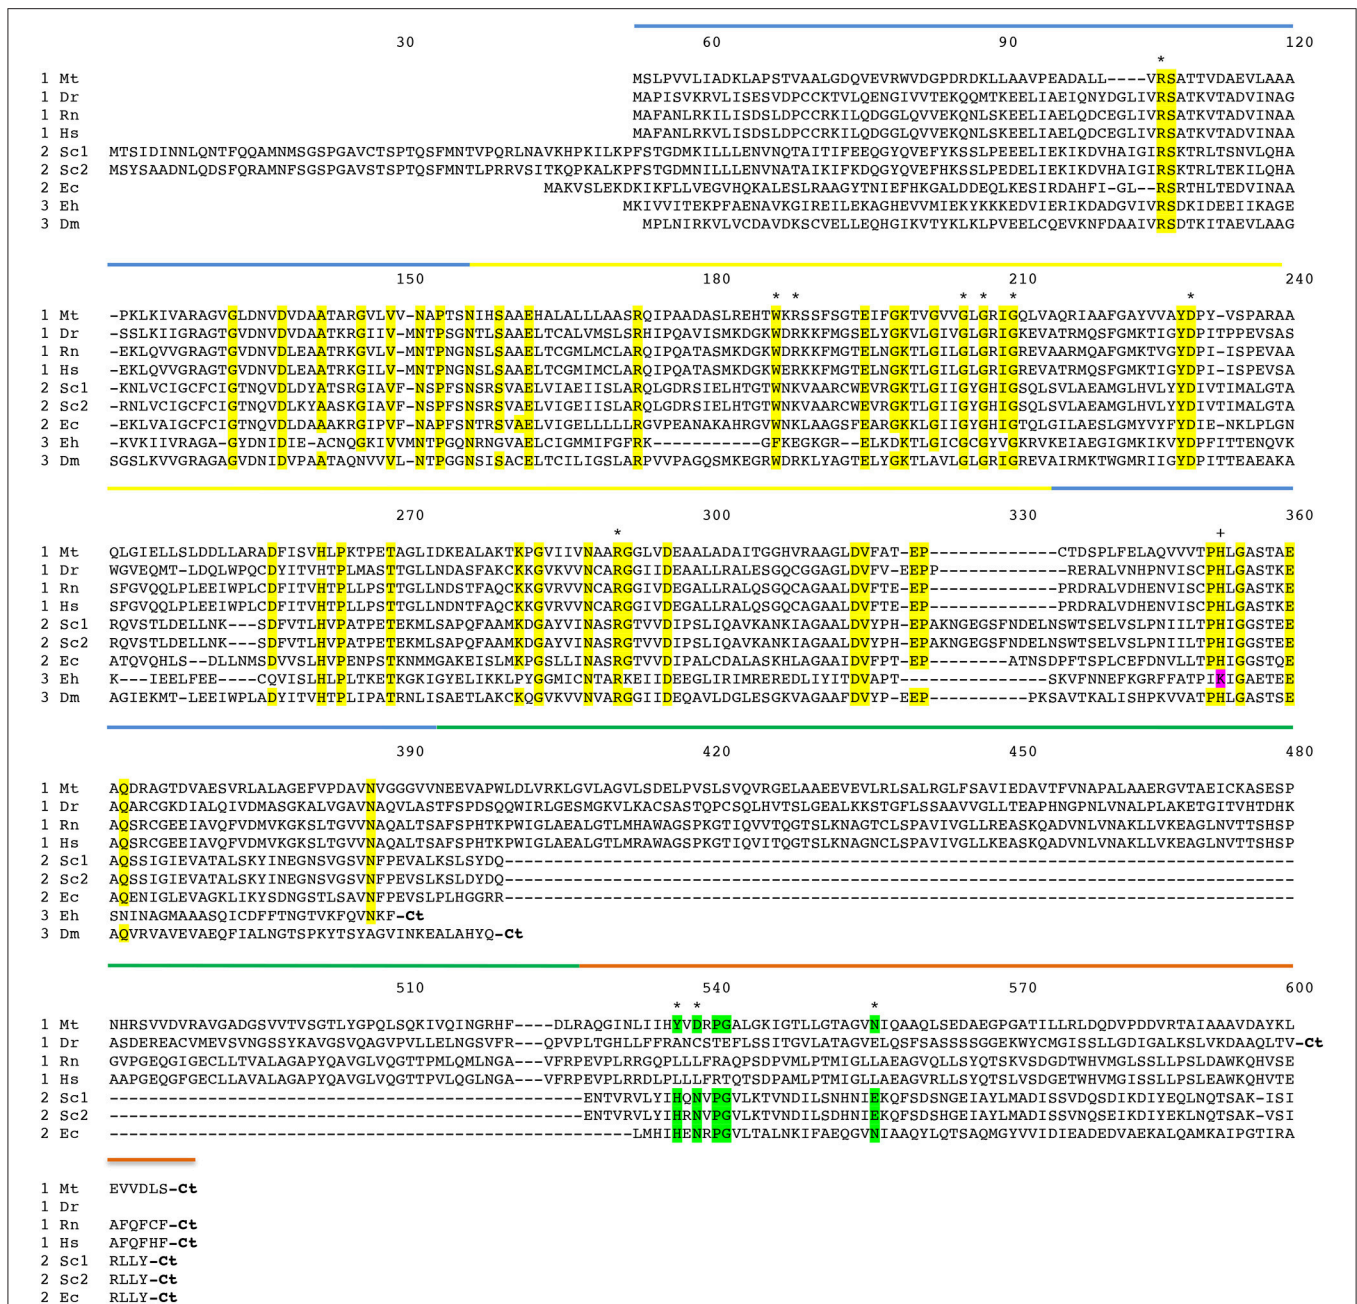 30 60 90 120
*
1 Mt MSLPVVLIADKLAPSTVAALGDQVEVRWVDGPDRDKLLAAVPEADALL----VRSATTVDAEVLAAA
1 Dr MAPISVKRVLISESVDPCCKTVLQENGIVVTEKQQMTKEELIAEIQNYDGLIVRSATKVTADVINAG
1 Rn MAFANLRKVLISDSLDPCCRKILQDGGLQVVEKQNLSKEELIAELQDCEGLIVRSATKVTADVINAA
1 Hs MAFANLRKVLISDSLDPCCRKILQDGGLQVVEKQNLSKEELIAELQDCEGLIVRSATKVTADVINAA
2 Sc1 MTSIDINNLQNTFQQAMNMSGSPGAVCTSPTQSFMNTVPQRLNAVKHPKILKPFSTGDMKILLLENVNQTAITIFEEQGYQVEFYKSSLPEEELIEKIKDVHAIGIRSKTRLTSNVLQHA
2 Sc2 MSYSAADNLQDSFQRAMNFSGSPGAVSTSPTQSFMNTLPRRVSITKQPKALKPFSTGDMNILLLENVNATAIKIFKDQGYQVEFHKSSLPEDELIEKIKDVHAIGIRSKTRLTEKILQHA
2 Ec MAKVSLEKDKIKFLLVEGVHQKALESLRAAGYTNIEFHKGALDDEQLKESIRDAHFI-GL--RSRTHLTEDVINAA
3 Eh MKIVVITEKPFAENAVKGIREILEKAGHEVVMIEKYKKKEDVIERIKDADGVIVRSDKIDEEIIKAGE
3 Dm MPLNIRKVLVCDAVDKSCVELLEQHGIKVTYKLKLPVEELCQEVKNFDAAIVRSDTKITAEVLAAG
150 180 210 240
* * * * * *
1 Mt -PKLKIVARAGVGLDNVDVDAATARGVLVV-NAPTSNIHSAAEHALALLLAASRQIPAADASLREHTWKRSSFSGTEIFGKTVGVVGLGRIGQLVAQRIAAFGAYVVAYDPY-VSPARAA
1 Dr -SSLKIIGRAGTGVDNVDVDAATKRGIIV-MNTPSGNTLSAAELTCALVMSLSRHIPQAVISMKDGKWDRKKFMGSELYGKVLGIVGLGRIGKEVATRMQSFGMKTIGYDPITPPEVSAS
1 Rn -EKLQVVGRAGTGVDNVDLEAATRKGVLV-MNTPNGNSLSAAELTCGMLMCLARQIPQATASMKDGKWDRKKFMGTELNGKTLGILGLGRIGREVAARMQAFGMKTVGYDPI-ISPEVAA
1 Hs -EKLQVVGRAGTGVDNVDLEAATRKGILV-MNTPNGNSLSAAELTCGMIMCLARQIPQATASMKDGKWERKKFMGTELNGKTLGILGLGRIGREVATRMQSFGMKTIGYDPI-ISPEVSA
2 Sc1 -KNLVCIGCFCIGTNQVDLDYATSRGIAVF-NSPFSNSRSVAELVIAEIISLARQLGDRSIELHTGTWNKVAARCWEVRGKTLGIIGYGHIGSQLSVLAEAMGLHVLYYDIVTIMALGTA
2 Sc2 -RNLVCIGCFCIGTNQVDLKYAASKGIAVF-NSPFSNSRSVAELVIGEIISLARQLGDRSIELHTGTWNKVAARCWEVRGKTLGIIGYGHIGSQLSVLAEAMGLHVLYYDIVTIMALGTA
2 Ec -EKLVAIGCFCIGTNQVDLDAAAKRGIPVF-NAPFSNTRSVAELVIGELLLLLRGVPEANAKAHRGVWNKLAAGSFEARGKKLGIIGYGHIGTQLGILAESLGMYVYFYDIE-NKLPLGN
3 Eh -KVKIIVRAGA-GYDNIDIE-ACNQGKIVVMNTPGQNRNGVAELCIGMMIFGFRK----------GFKEGKGR--ELKDKTLGICGCGYVGKRVKEIAEGIGMKIKVYDPFITTENQVK
3 Dm SGSLKVVGRAGAGVDNIDVPAATAQNVVVL-NTPGGNSISACELTCILIGSLARPVVPAGQSMKEGRWDRKLYAGTELYGKTLAVLGLGRIGREVAIRMKTWGMRIIGYDPITTEAEAKA
270 300 330 360
* +
1 Mt QLGIELLSLDDLLARADFISVHLPKTPETAGLIDKEALAKTKPGVIIVNAARGGLVDEAALADAITGGHVRAAGLDVFAT-EP-------------CTDSPLFELAQVVVTPHLGASTAE
1 Dr WGVEQMT-LDQLWPQCDYITVHTPLMASTTGLLNDASFAKCKKGVKVVNCARGGIIDEAALLRALESGQCGGAGLDVFV-EEPP------------RERALVNHPNVISCPHLGASTKE
1 Rn SFGVQQLPLEEIWPLCDFITVHTPLLPSTTGLLNDSTFAQCKKGVRVVNCARGGIVDEGALLRALQSGQCAGAALDVFTE-EP-------------PRDRALVDHENVISCPHLGASTKE
1 Hs SFGVQQLPLEEIWPLCDFITVHTPLLPSTTGLLNDNTFAQCKKGVRVVNCARGGIVDEGALLRALQSGQCAGAALDVFTE-EP-------------PRDRALVDHENVISCPHLGASTKE
2 Sc1 RQVSTLDELLNK---SDFVTLHVPATPETEKMLSAPQFAAMKDGAYVINASRGTVVDIPSLIQAVKANKIAGAALDVYPH-EPAKNGEGSFNDELNSWTSELVSLPNIILTPHIGGSTEE
2 Sc2 RQVSTLDELLNK---SDFVTLHVPATPETEKMLSAPQFAAMKDGAYVINASRGTVVDIPSLIQAVKANKIAGAALDVYPH-EPAKNGEGSFNDELNSWTSELVSLPNIILTPHIGGSTEE
2 Ec ATQVQHLS--DLLNMSDVVSLHVPENPSTKNMMGAKEISLMKPGSLLINASRGTVVDIPALCDALASKHLAGAAIDVFPT-EP-----------ATNSDPFTSPLCEFDNVLLTPHIGGSTQE
3 Eh K---IEELFEE---CQVISLHLPLTKETKGKIGYELIKKLPYGGMICNTARKEIIDEEGLIRIMREREDLIYITDVAPT----------------SKVFNNEFKGRFFATPIKIGAETEE
3 Dm AGIEKMT-LEEIWPLADYITVHTPLIPATRNLISAETLAKCKQGVKVVNVARGGIIDEQAVLDGLESGKVAGAAFDVYP-EEP----------PKSAVTKALISHPKVVATPHLGASTSE
390 420 450 480
1 Mt AQDRAGTDVAESVRLALAGEFVPDAVNVGGGVVNEEVAPWLDLVRKLGVLAGVLSDELPVSLSVQVRGELAAEEVEVLRLSALRGLFSAVIEDAVTFVNAPALAAERGVTAEICKASESP
1 Dr AQARCGKDIALQIVDMASGKALVGAVNAQVLASTFSPDSQQWIRLGESMGKVLKACSASTQPCSQLHVTSLGEALKKSTGFLSSAAVVGLLTEAPHNGPNLVNALPLAKETGITVTHTDHK
1 Rn AQSRCGEEIAVQFVDMVKGKSLTGVVNAQALTSAFSPHTKPWIGLAEALGTLMHAWAGSPKGTIQVVTQGTSLKNAGTCLSPAVIVGLLREASKQADVNLVNAKLLVKEAGLNVTTSHSP
1 Hs AQSRCGEEIAVQFVDMVKGKSLTGVVNAQALTSAFSPHTKPWIGLAEALGTLMRAWAGSPKGTIQVITQGTSLKNAGNCLSPAVIVGLLKEASKQADVNLVNAKLLVKEAGLNVTTSHSP
2 Sc1 AQSSIGIEVATALSKYINEGNSVGSVNFPEVALKSLSYDQ--------------------------------------------------------------------------------
2 Sc2 AQSSIGIEVATALSKYINEGNSVGSVNFPEVSLKSLDYDQ--------------------------------------------------------------------------------
2 Ec AQENIGLEVAGKLIKYSDNGSTLSAVNFPEVSLPLHGGRR--------------------------------------------------------------------------------
3 Eh SNINAGMAAASQICDFFTNGTVKFQVNKF-Ct
3 Dm AQVRVAVEVAEQFIALNGTSPKYTSYAGVINKEALAHYQ-Ct
510 540 570 600
* * *
1 Mt NHRSVVDVRAVGADGSVVTVSGTLYGPQLSQKIVQINGRHF----DLRAQGINLIIHYVDRPGALGKIGTLLGTAGVNIQAAQLSEDAEGPGATILLRLDQDVPDDVRTAIAAAVDAYKL
1 Dr ASDEREACVMEVSVNGSSYKAVGSVQAGVPVLLELNGSVFR---QPVPLTGHLLFFRANCSTEFLSSITGVLATAGVELQSFSASSSSGGEKWYCMGISSLLGDIGALKSLVKDAAQLTV-Ct
1 Rn GVPGEQGIGECLLTVALAGAPYQAVGLVQGTTPMLQMLNGA---VFRPEVPLRRGQPLLLFRAQPSDPVMLPTMIGLLAEAGVQLLSYQTSKVSDGDTWHVMGLSSLLPSLDAWKQHVSE
1 Hs AAPGEQGFGECLLAVALAGAPYQAVGLVQGTTPVLQGLNGA---VFRPEVPLRRDLPLLLFRTQTSDPAMLPTMIGLLAEAGVRLLSYQTSLVSDGETWHVMGISSLLPSLEAWKQHVTE
2 Sc1 ------------------------------------------------ENTVRVLYIHQNVPGVLKTVNDILSNHNIEKQFSDSNGEIAYLMADISSVDQSDIKDIYEQLNQTSAK-ISI
2 Sc2 ------------------------------------------------ENTVRVLYIHRNVPGVLKTVNDILSDHNIEKQFSDSHGEIAYLMADISSVNQSEIKDIYEKLNQTSAK-VSI
2 Ec -----------------------------------------------------LMHIHENRPGVLTALNKIFAEQGVNIAAQYLQTSAQMGYVVIDIEADEDVAEKALQAMKAIPGTIRA
1 Mt EVVDLS-Ct
1 Dr
1 Rn AFQFCF-Ct
1 Hs AFQFHF-Ct
2 Sc1 RLLY-Ct
2 Sc2 RLLY-Ct
2 Ec RLLY-Ct